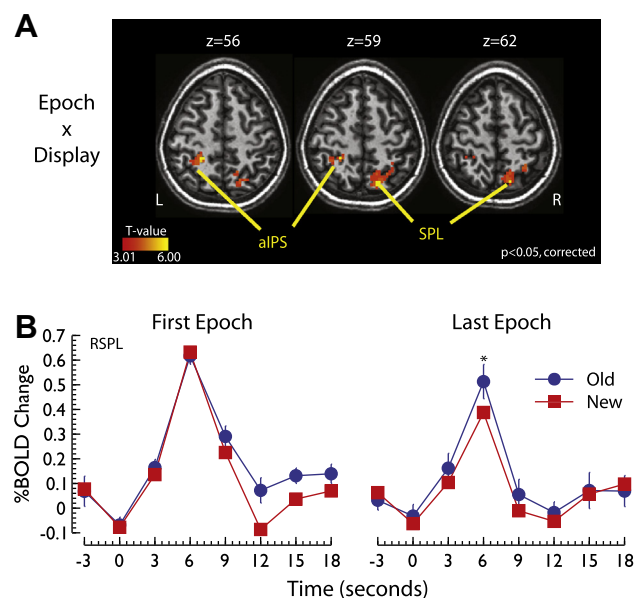 A
z=56 z=59 z=62
Epoch
x
Display
L
R
aIPS
SPL
T-value
3.01 6.00
p<0.05, corrected
B
First Epoch
Last Epoch
RSPL
%BOLD Change
0.7
0.6
0.5
0.4
0.3
0.2
0.1
0
-0.1
*
Old
New
-3 0 3 6 9 12 15 18
-3 0 3 6 9 12 15 18
Time (seconds)